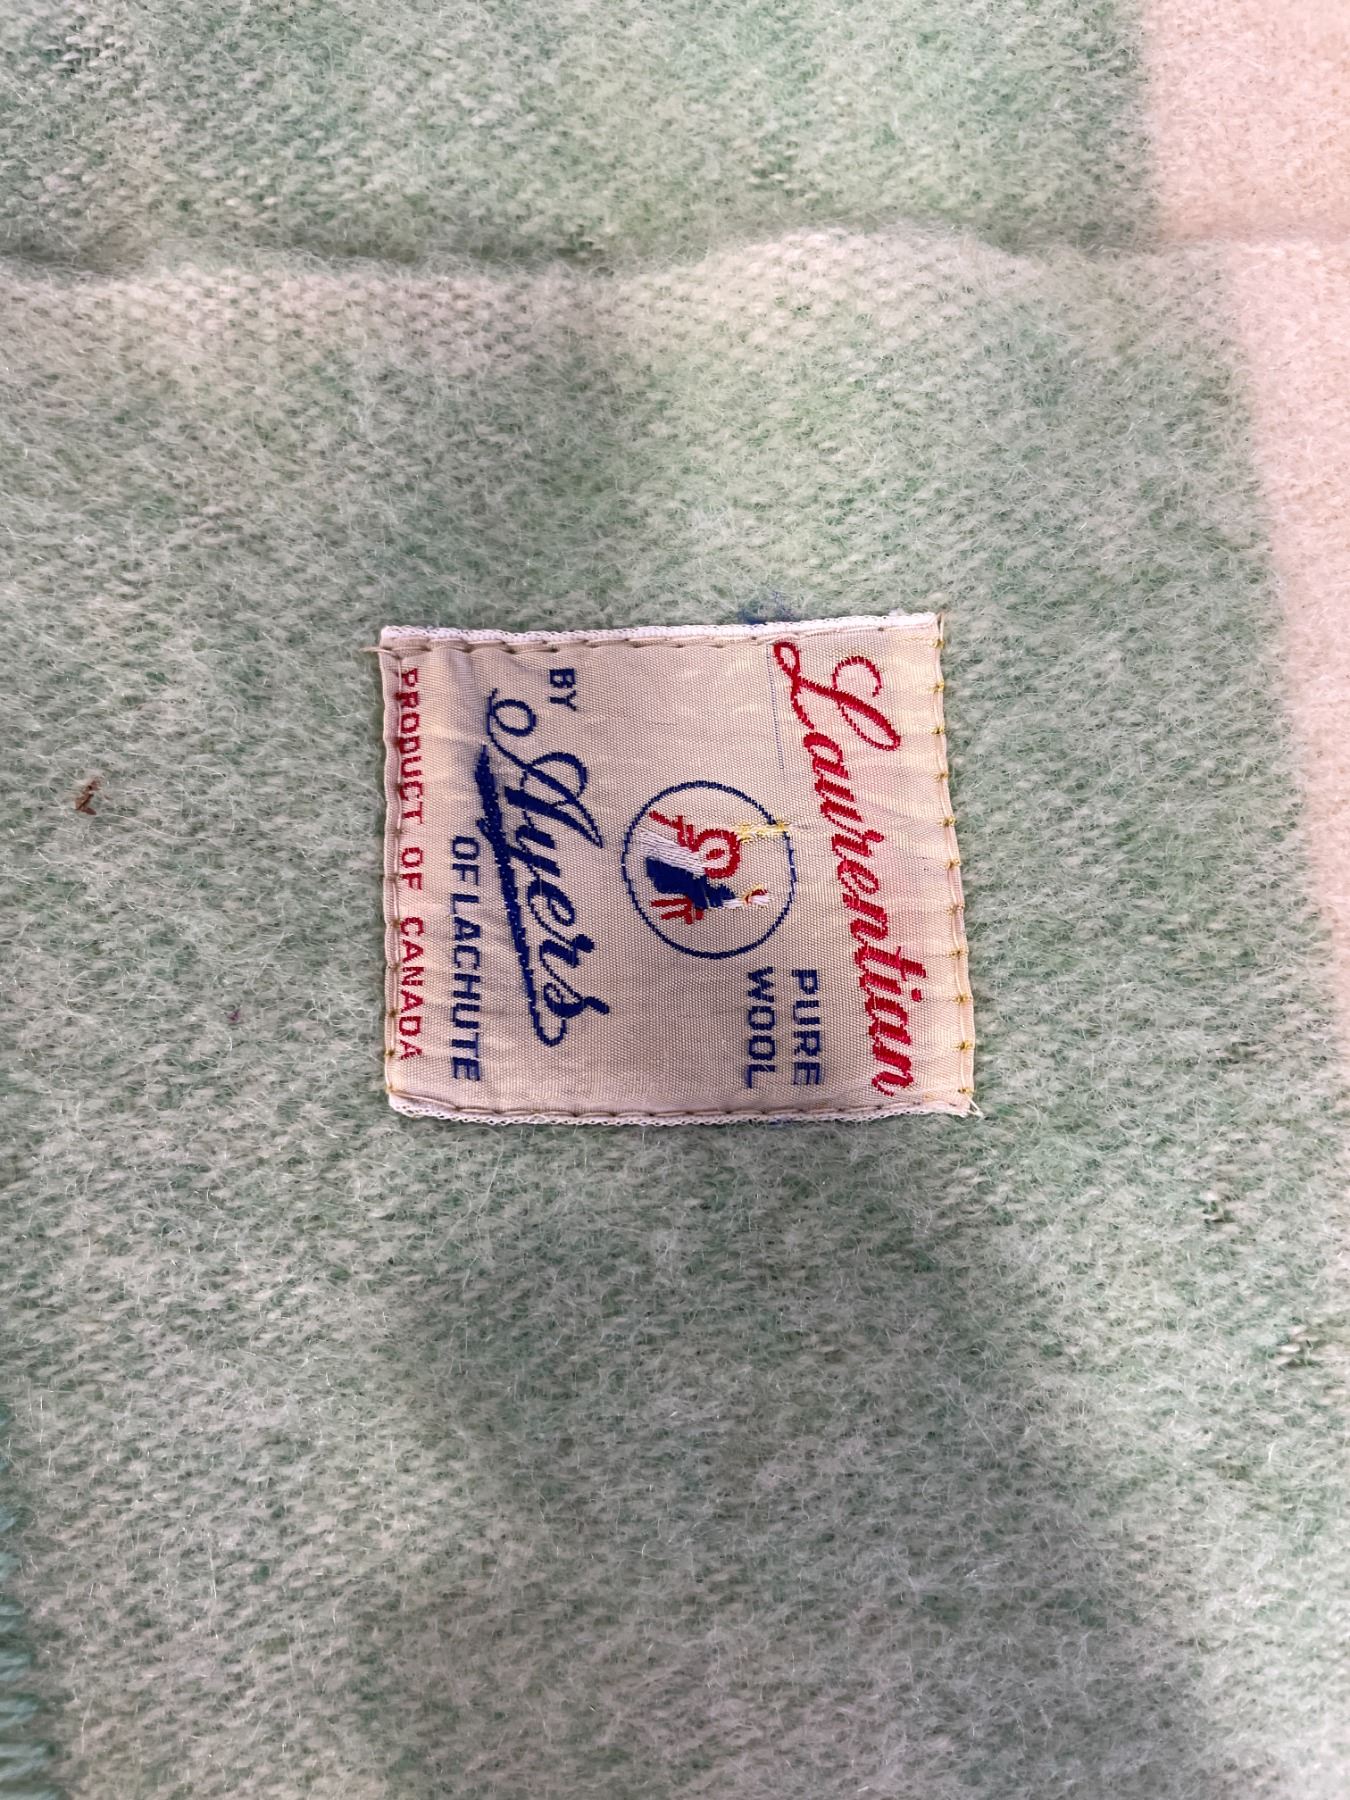 Laurentian
PURE
WOOL
BY
Ayers
OF LACHUTE
PRODUCT OF CANADA